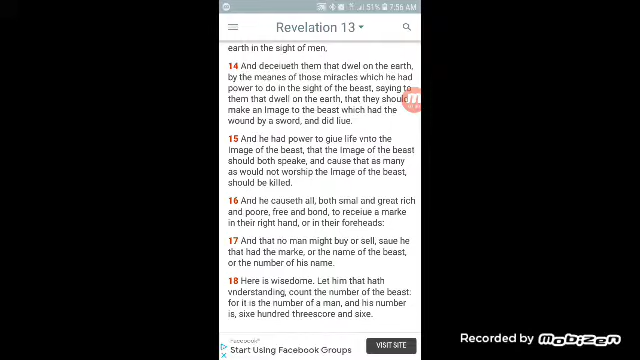 51% 7:56 AM
Revelation 13
earth in the sight of men,
14 And deceiueth them that dwel on the earth,
by the meanes of those miracles which he had
power to do in the sight of the beast, saying to
them that dwell on the earth, that they should
make an Image to the beast which had the
wound by a sword, and did liue.
15 And he had power to giue life vnto the
Image of the beast, that the Image of the beast
should both speake, and cause that as many
as would not worship the Image of the beast,
should be killed.
16 And he causeth all, both smal and great rich
and poore, free and bond, to receiue a marke
in their right hand, or in their foreheads:
17 And that no man might buy or sell, saue he
that had the marke, or the name of the beast,
or the number of his name.
18 Here is wisedome. Let him that hath
vnderstanding, count the number of the beast:
for it is the number of a man, and his number
is, sixe hundred threescore and sixe.
Facebook®
Start Using Facebook Groups
VISIT SITE
Recorded by Mobizen